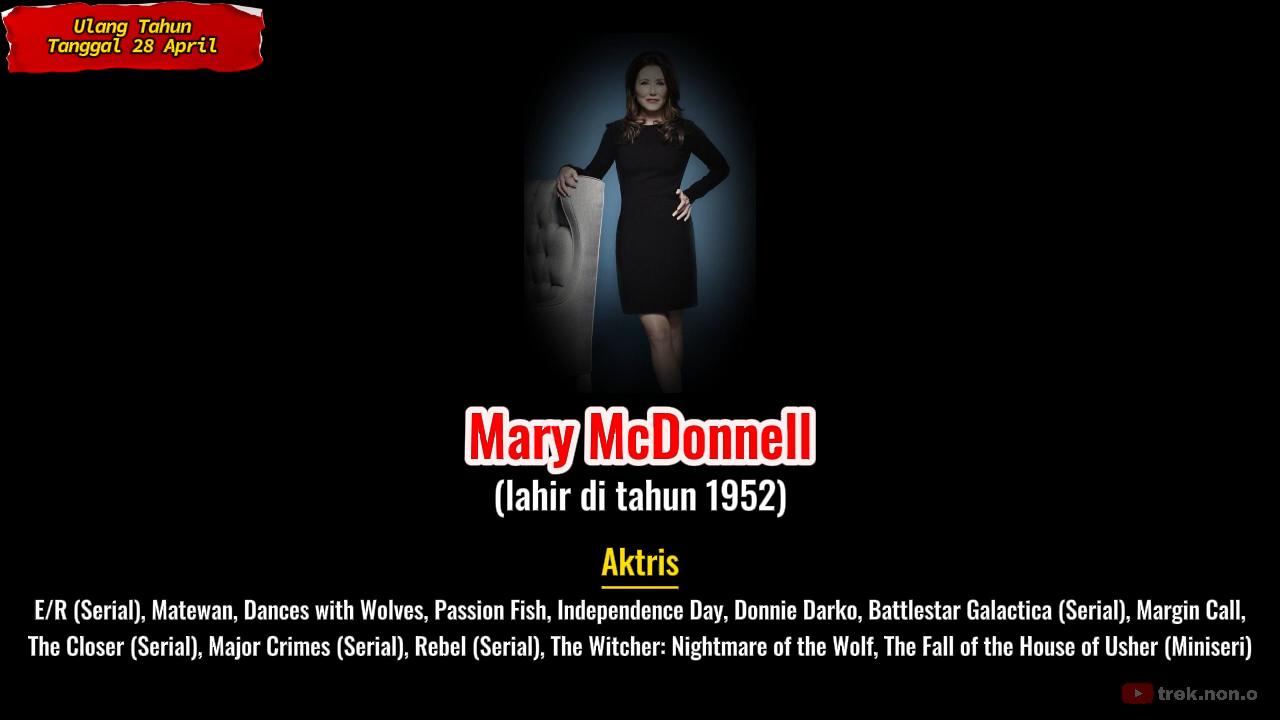 Ulang Tahun
Tanggal 28 April
Mary McDonnell
(lahir di tahun 1952)
Aktris
E/R (Serial), Matewan, Dances with Wolves, Passion Fish, Independence Day, Donnie Darko, Battlestar Galactica (Serial), Margin Call,
The Closer (Serial), Major Crimes (Serial), Rebel (Serial), The Witcher: Nightmare of the Wolf, The Fall of the House of Usher (Miniseri)
trek.non.o